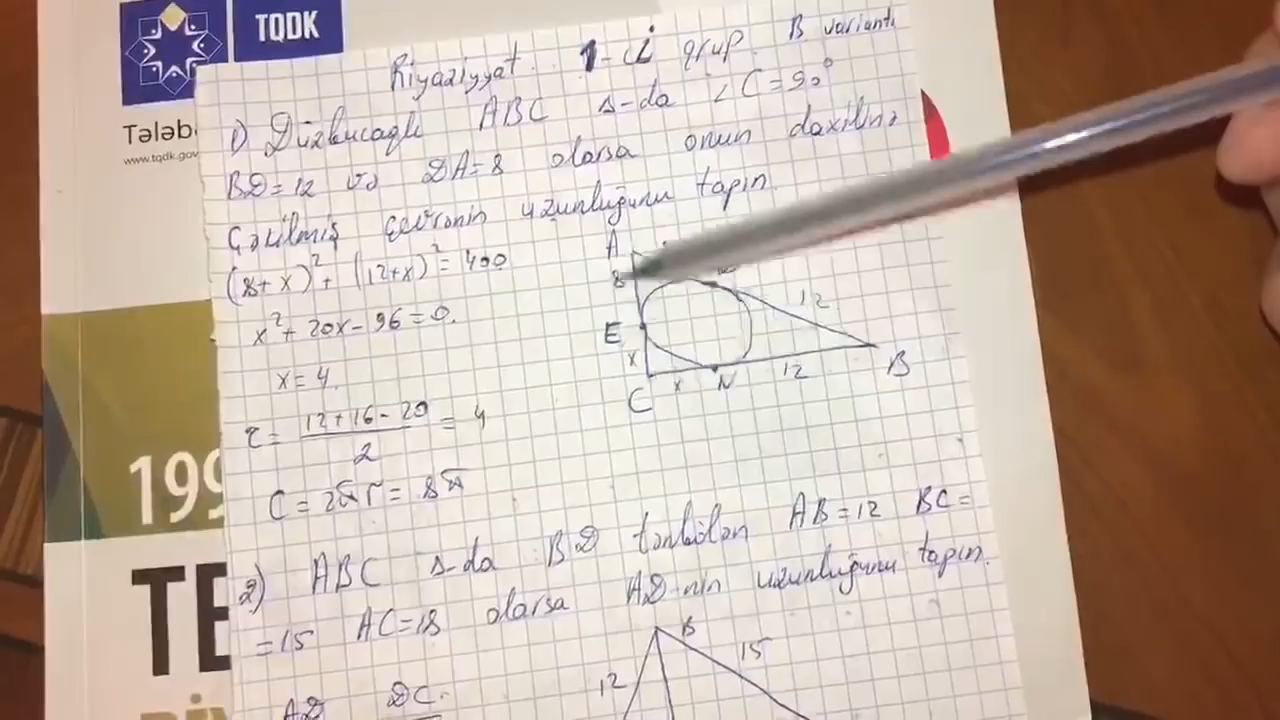 TQDK
Tələb
www.tqdk.gov
199
TE
Riyaziyyat. 1-ci qrup. B variantı
1) Düzbucaqlı ABC Δ-da ∠C=90°
BD=12 və DA=8 olarsa onun daxilinə
Çəkilmiş çevrənin uzunluğunu tapın.
(8+x)²+(12+x)²=400
x²+20x-96=0.
x=4.
r=(12+16-20)/2=4
C=2πr=8π
A
8
12
E
x
C
x
N
12
B
2) ABC Δ-da BD tənbölən AB=12 BC=
=15 AC=18 olarsa AD-nin uzunluğunu tapın.
B
12
15
AD DC